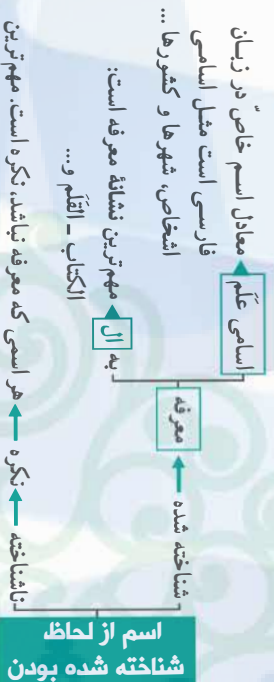 اسم از لحاظ
شناخته شده بودن
شناخته شده
معرفه
اسامی عَلَم
معادل اسم خاصّ در زبان
فارسی است مثل اسامی
اشخاص، شهرها و کشورها ...
به ال
مهم‌ترین نشانهٔ معرفه است:
الکتاب ـ القَلَم و...
ناشناخته
نکره
هر اسمی که معرفه نباشد، نکره است. مهم‌ترین